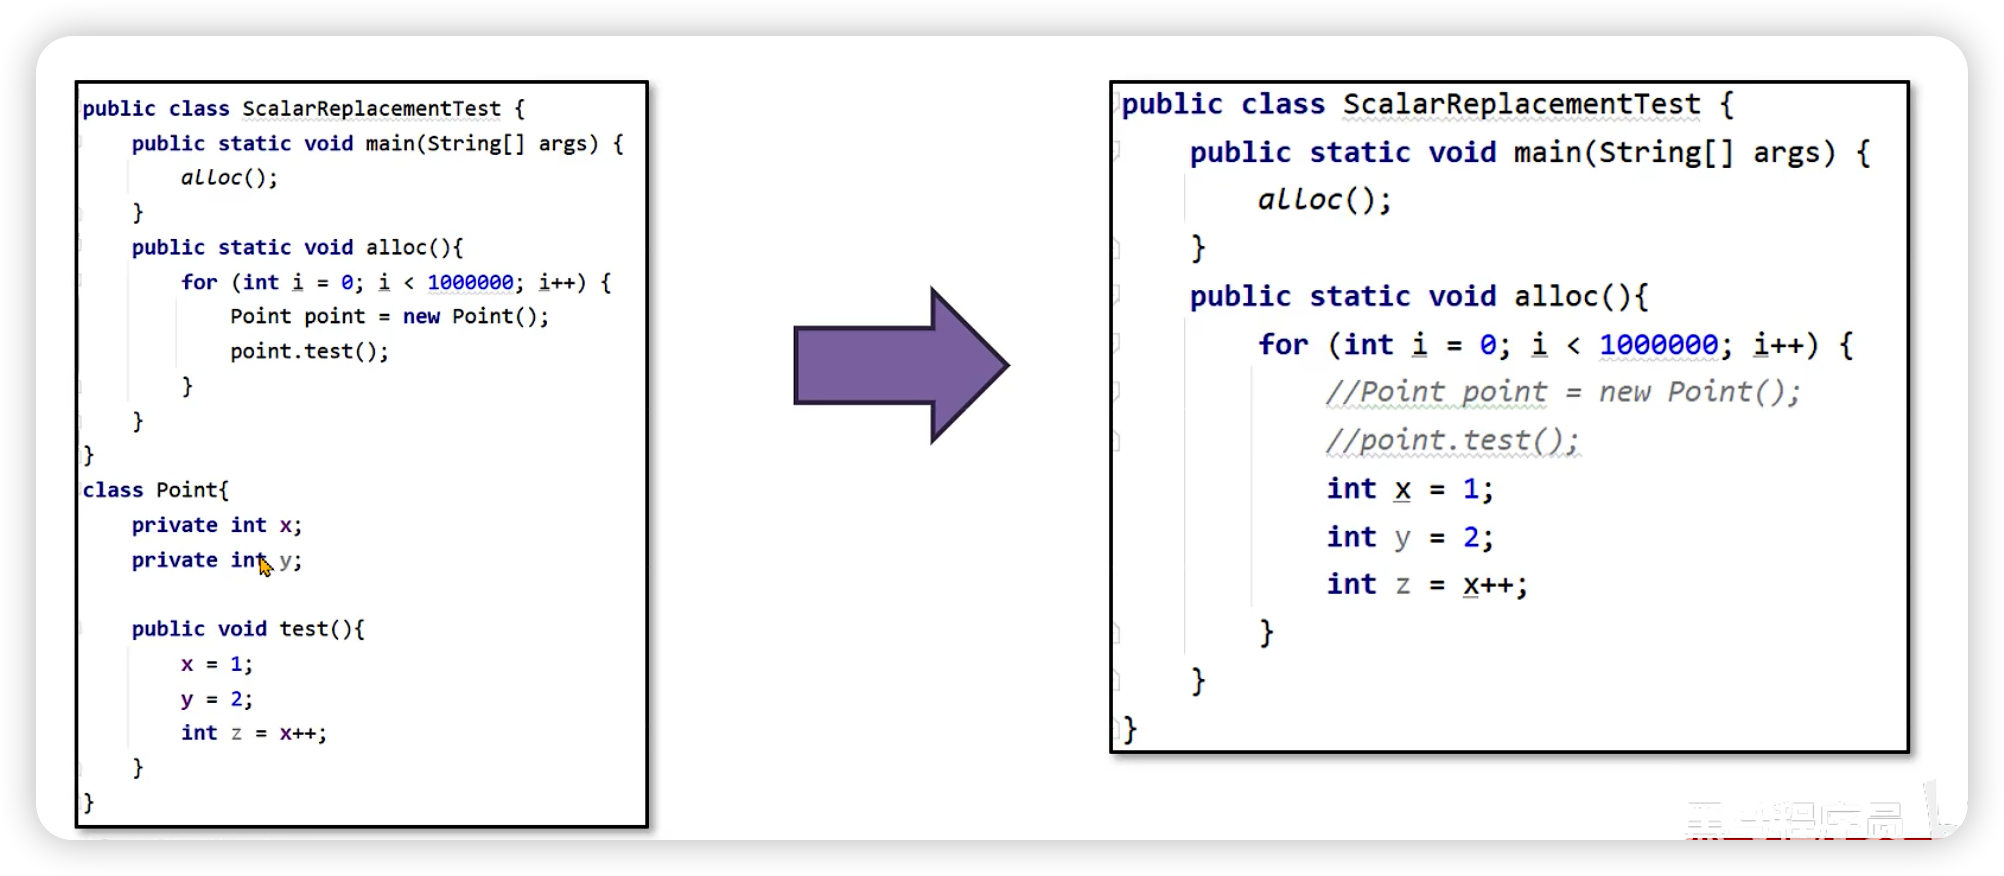 public class ScalarReplacementTest {
public static void main(String[] args) {
alloc();
}
public static void alloc(){
for (int i = 0; i < 1000000; i++) {
Point point = new Point();
point.test();
}
}
}
class Point{
private int x;
private int y;
public void test(){
x = 1;
y = 2;
int z = x++;
}
}
public class ScalarReplacementTest {
public static void main(String[] args) {
alloc();
}
public static void alloc(){
for (int i = 0; i < 1000000; i++) {
//Point point = new Point();
//point.test();
int x = 1;
int y = 2;
int z = x++;
}
}
}
程序员